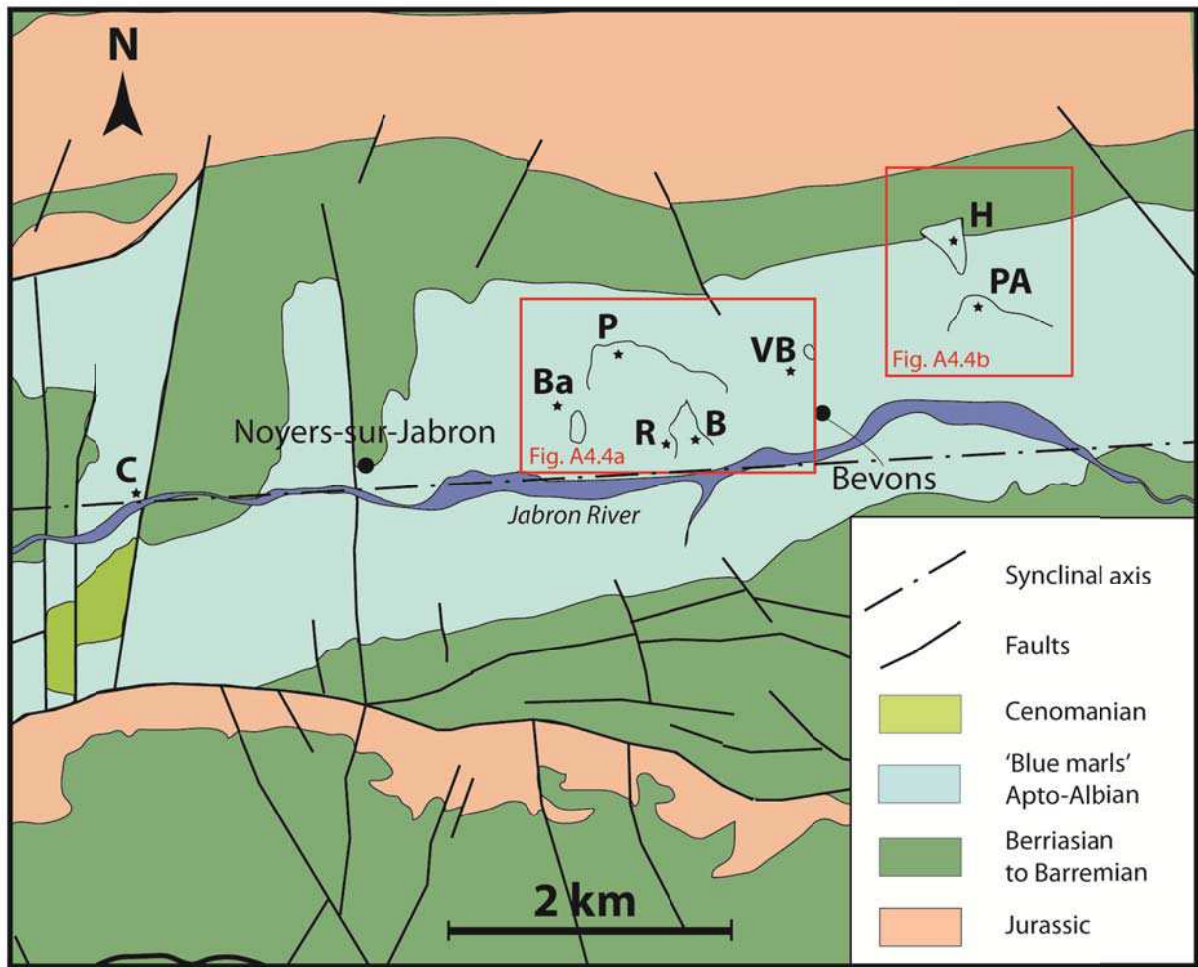 N
H
PA
Fig. A4.4b
P
VB
Ba
R
B
Fig. A4.4a
Noyers-sur-Jabron
Bevons
C
Jabron River
Synclinal axis
Faults
Cenomanian
'Blue marls'
Apto-Albian
Berriasian
to Barremian
Jurassic
2 km